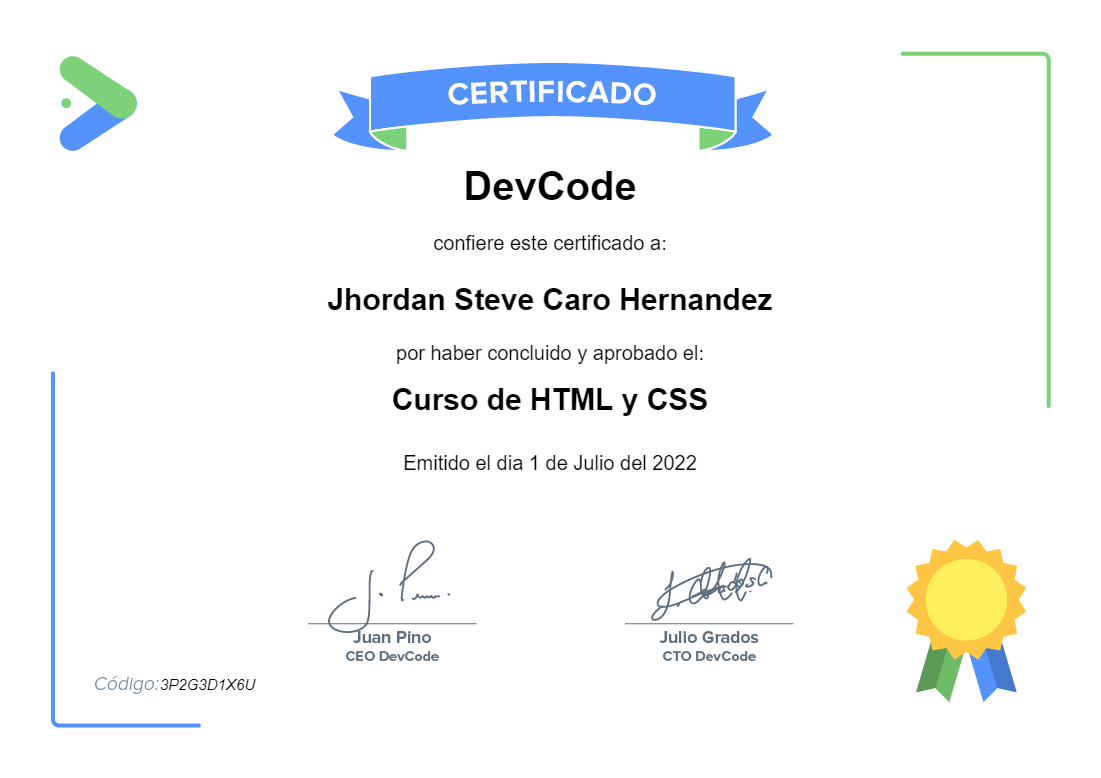 CERTIFICADO
DevCode
confiere este certificado a:
Jhordan Steve Caro Hernandez
por haber concluido y aprobado el:
Curso de HTML y CSS
Emitido el dia 1 de Julio del 2022
Juan Pino
CEO DevCode
Julio Grados
CTO DevCode
Código:3P2G3D1X6U